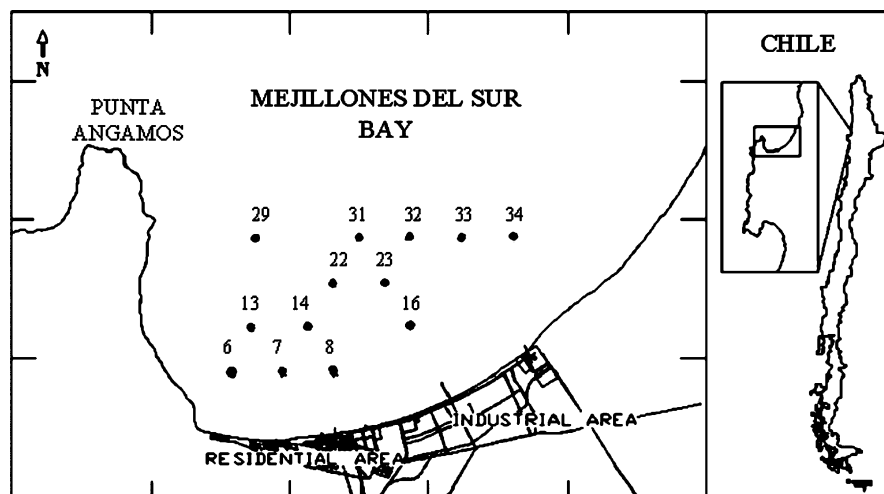 N
PUNTA
ANGAMOS
MEJILLONES DEL SUR
BAY
CHILE
29 31 32 33 34
22 23
13 14 16
6 7 8
INDUSTRIAL AREA
RESIDENTIAL AREA